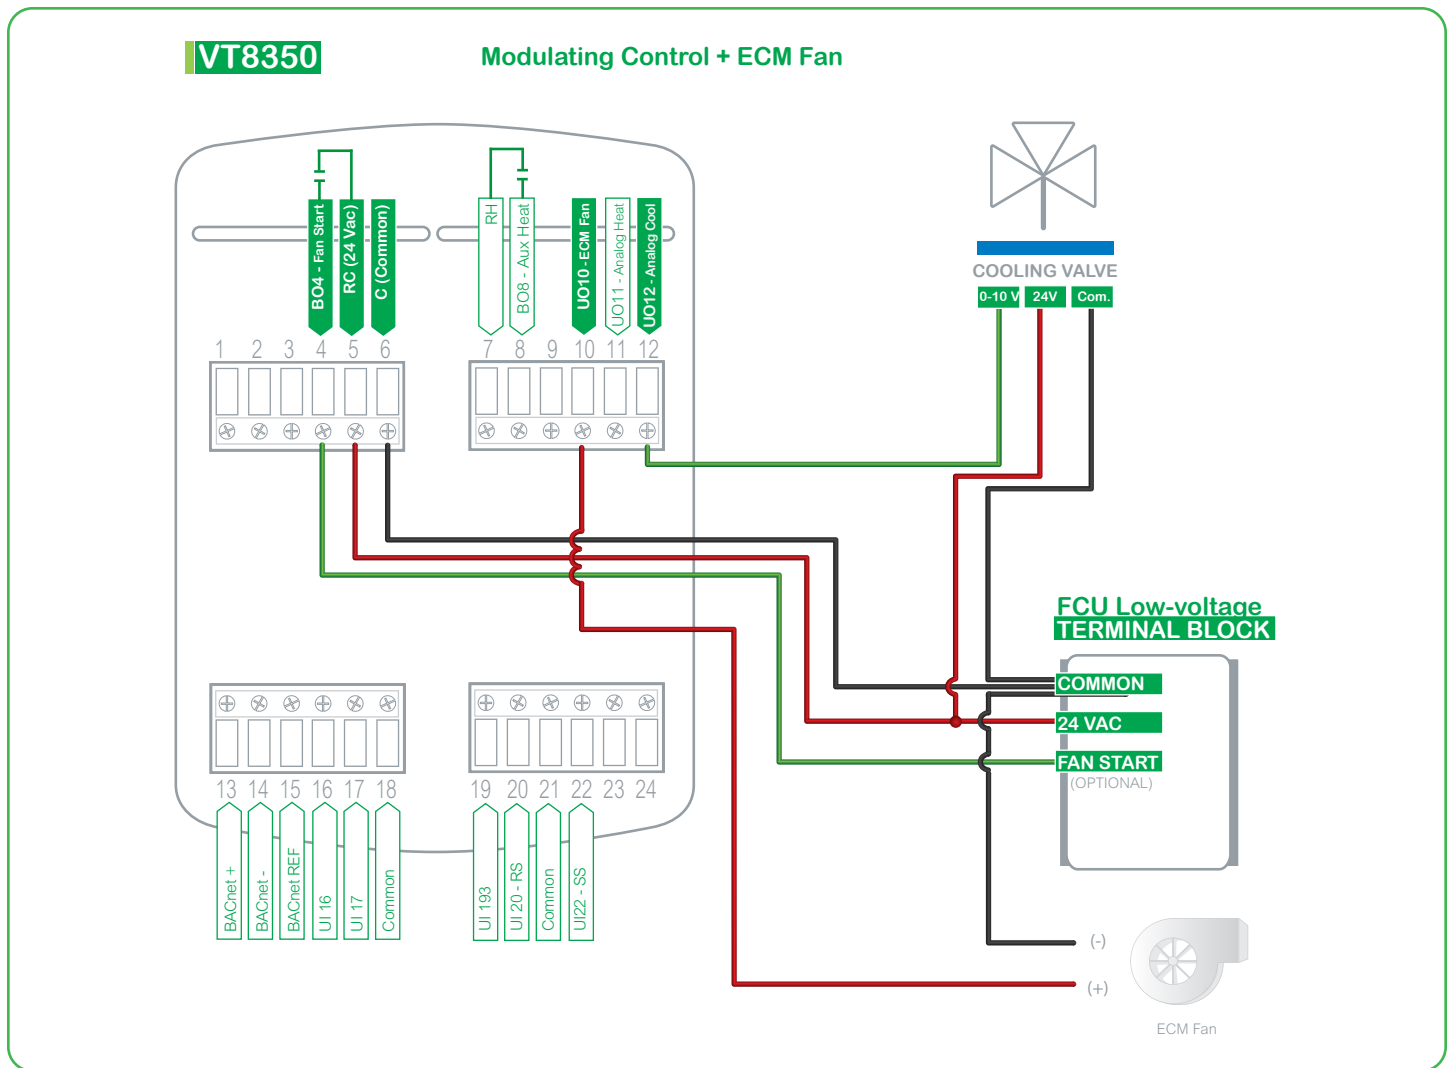 VT8350
Modulating Control + ECM Fan
BO4 - Fan Start
RC (24 Vac)
C (Common)
RH
BO8 - Aux Heat
UO10 - ECM Fan
UO11 - Analog Heat
UO12 - Analog Cool
1 2 3 4 5 6
7 8 9 10 11 12
COOLING VALVE
0-10 V 24V Com.
FCU Low-voltage
TERMINAL BLOCK
COMMON
24 VAC
FAN START
(OPTIONAL)
13 14 15 16 17 18
19 20 21 22 23 24
BACnet +
BACnet -
BACnet REF
UI 16
UI 17
Common
UI 193
UI 20 - RS
Common
UI22 - SS
(-)
(+)
ECM Fan